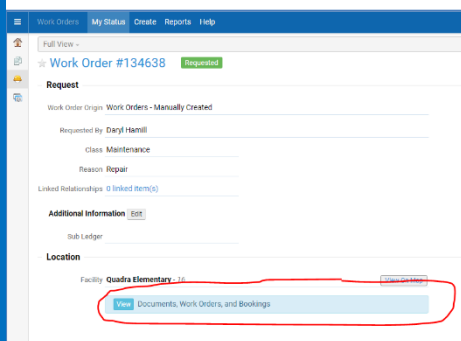 Work Orders My Status Create Reports Help
Full View
Work Order #134638 Requested
Request
Work Order Origin Work Orders - Manually Created
Requested By Daryl Hamill
Class Maintenance
Reason Repair
Linked Relationships 0 linked item(s)
Additional Information Edit
Sub Ledger
Location
Facility Quadra Elementary - 16 View On Map
View Documents, Work Orders, and Bookings